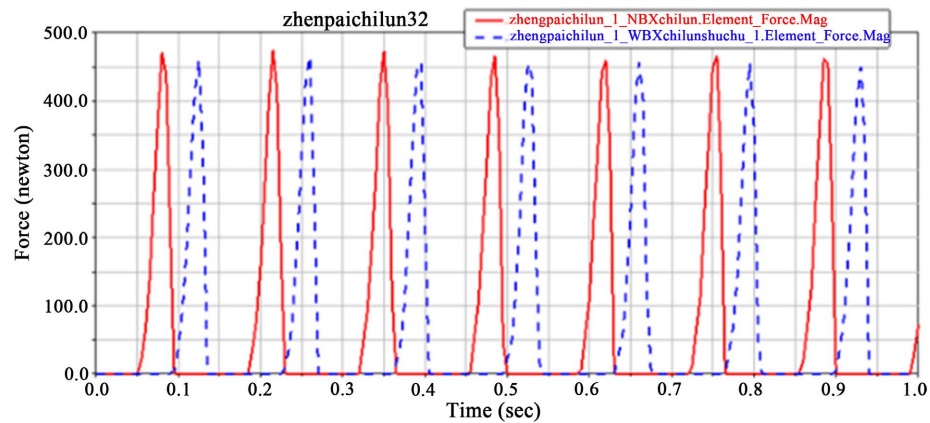 zhenpaichilun32
zhengpaichilun_1_NBXchilun.Element_Force.Mag
zhengpaichilun_1_WBXchilunshuchu_1.Element_Force.Mag
500.0
400.0
300.0
200.0
100.0
0.0
Force (newton)
0.0 0.1 0.2 0.3 0.4 0.5 0.6 0.7 0.8 0.9 1.0
Time (sec)